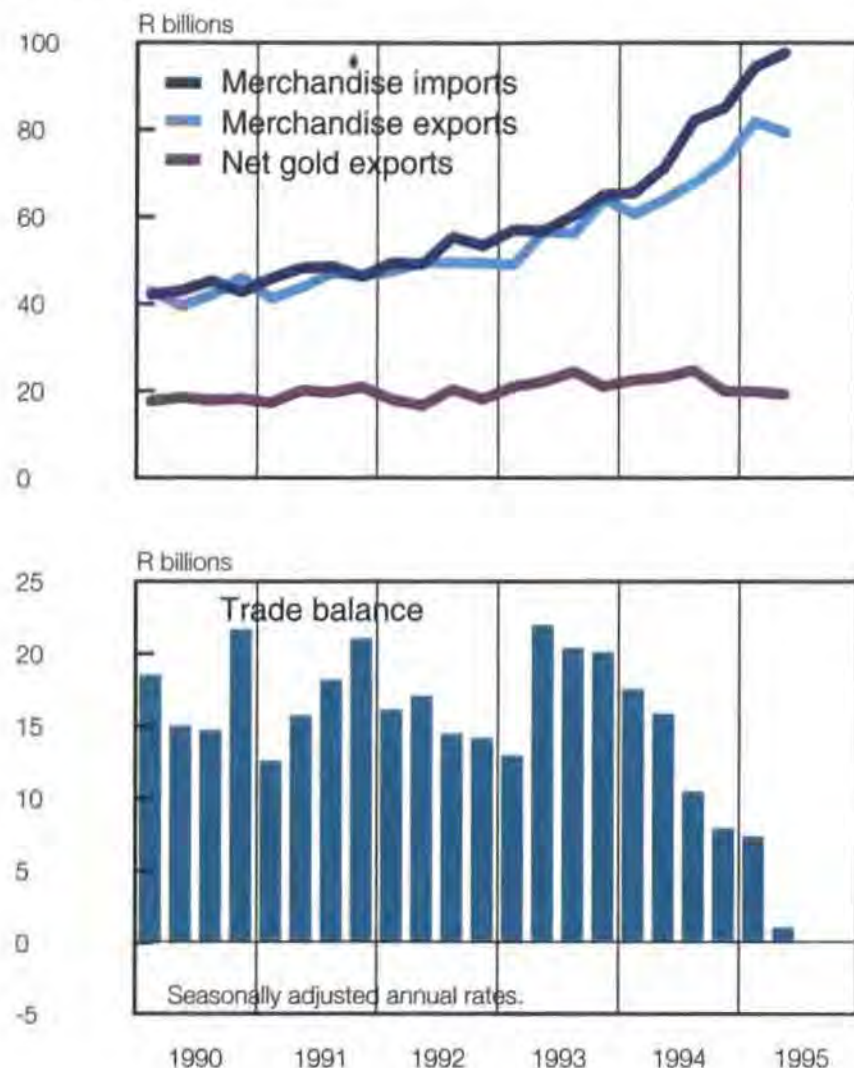 R billions
100
80
60
40
20
0
Merchandise imports
Merchandise exports
Net gold exports
R billions
25
20
15
10
5
0
-5
Trade balance
Seasonally adjusted annual rates.
1990 1991 1992 1993 1994 1995